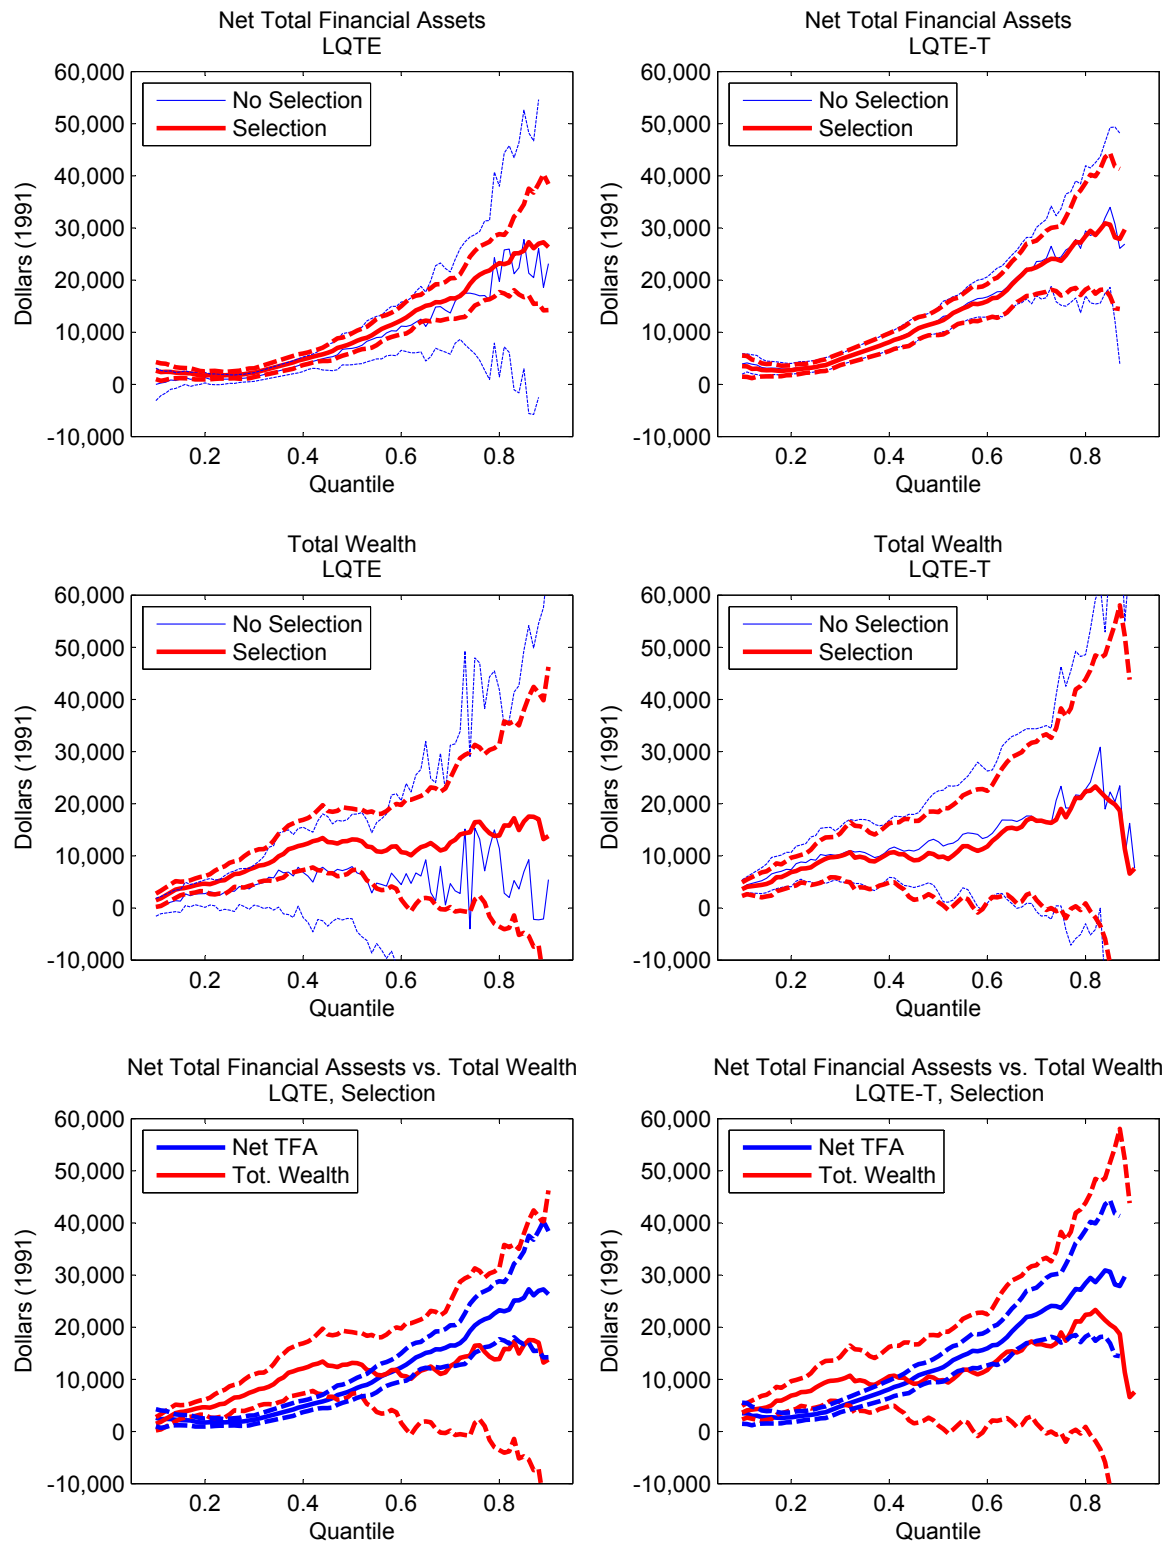 Net Total Financial Assets
LQTE
60,000
50,000
40,000
30,000
20,000
10,000
0
-10,000
Dollars (1991)
No Selection
Selection
0.2 0.4 0.6 0.8
Quantile
Net Total Financial Assets
LQTE-T
60,000
50,000
40,000
30,000
20,000
10,000
0
-10,000
Dollars (1991)
No Selection
Selection
0.2 0.4 0.6 0.8
Quantile
Total Wealth
LQTE
60,000
50,000
40,000
30,000
20,000
10,000
0
-10,000
Dollars (1991)
No Selection
Selection
0.2 0.4 0.6 0.8
Quantile
Total Wealth
LQTE-T
60,000
50,000
40,000
30,000
20,000
10,000
0
-10,000
Dollars (1991)
No Selection
Selection
0.2 0.4 0.6 0.8
Quantile
Net Total Financial Assests vs. Total Wealth
LQTE, Selection
60,000
50,000
40,000
30,000
20,000
10,000
0
-10,000
Dollars (1991)
Net TFA
Tot. Wealth
0.2 0.4 0.6 0.8
Quantile
Net Total Financial Assests vs. Total Wealth
LQTE-T, Selection
60,000
50,000
40,000
30,000
20,000
10,000
0
-10,000
Dollars (1991)
Net TFA
Tot. Wealth
0.2 0.4 0.6 0.8
Quantile